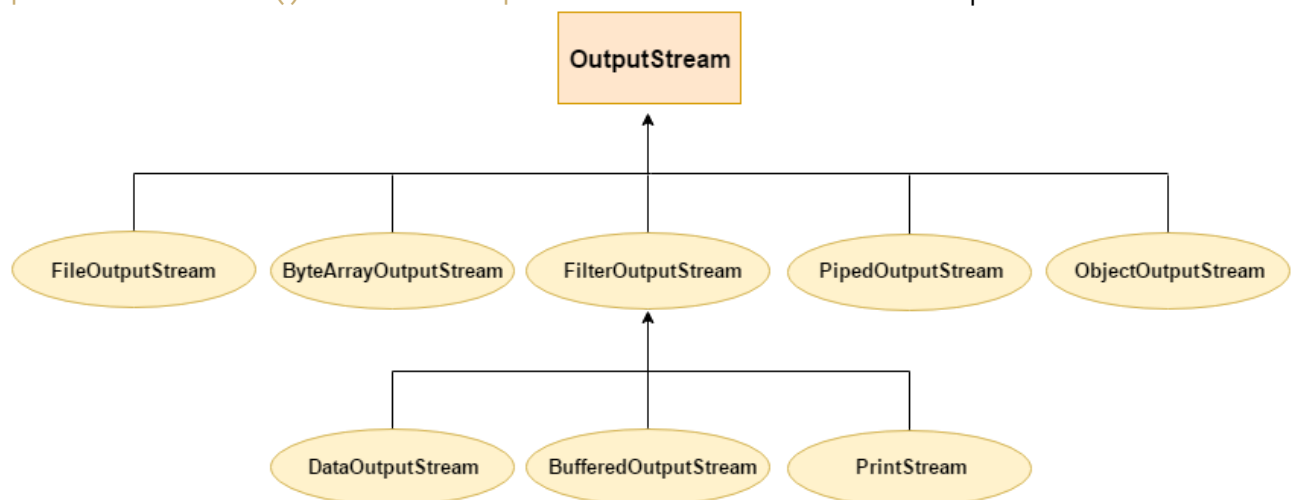 ()
OutputStream
FileOutputStream
ByteArrayOutputStream
FilterOutputStream
PipedOutputStream
ObjectOutputStream
DataOutputStream
BufferedOutputStream
PrintStream